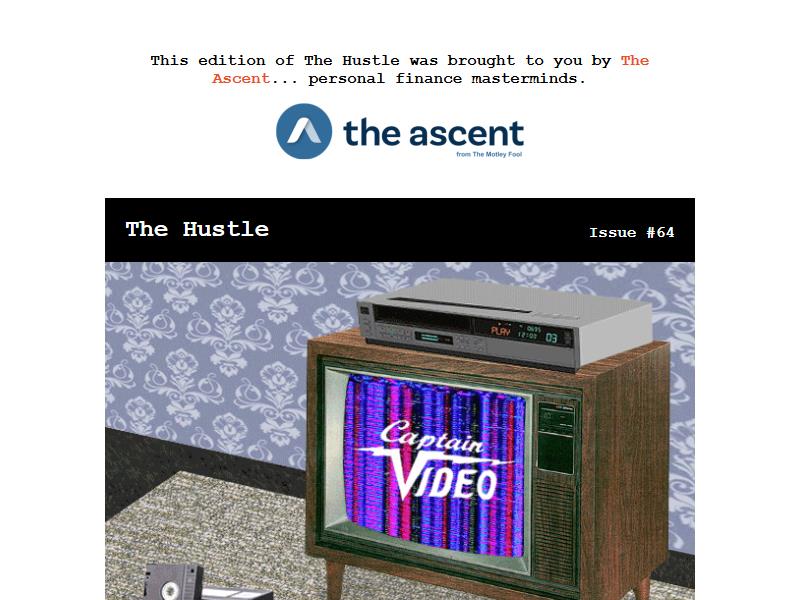 This edition of The Hustle was brought to you by The
Ascent... personal finance masterminds.
the ascent
from The Motley Fool
The Hustle
Issue #64
PLAY
0695
12:00
03
Captain
VIDEO